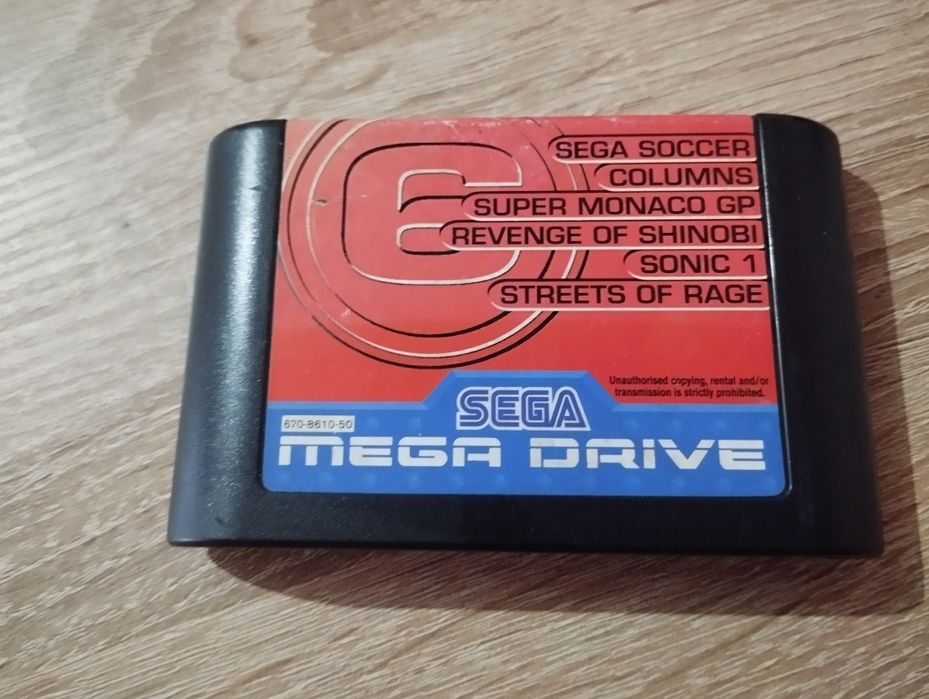 6
SEGA SOCCER
COLUMNS
SUPER MONACO GP
REVENGE OF SHINOBI
SONIC 1
STREETS OF RAGE
Unauthorised copying, rental and/or
transmission is strictly prohibited.
SEGA
670-8610-50
MEGA DRIVE